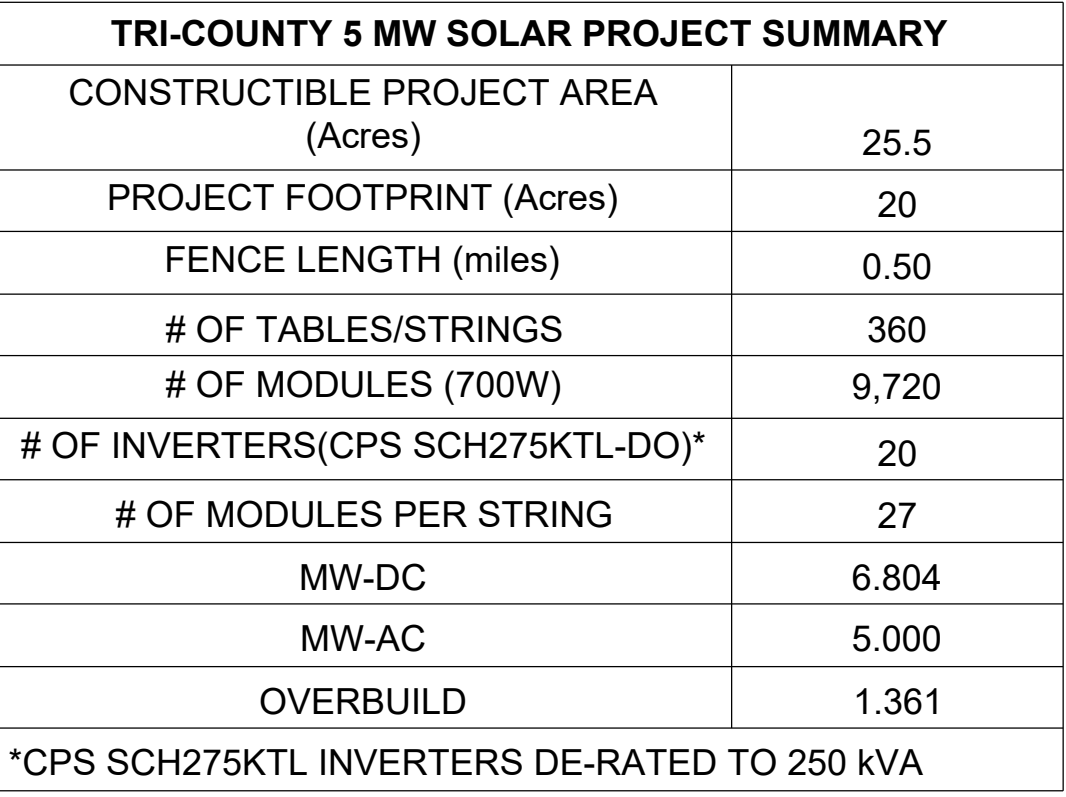 TRI-COUNTY 5 MW SOLAR PROJECT SUMMARY
CONSTRUCTIBLE PROJECT AREA
(Acres)
25.5
PROJECT FOOTPRINT (Acres)
20
FENCE LENGTH (miles)
0.50
# OF TABLES/STRINGS
360
# OF MODULES (700W)
9,720
# OF INVERTERS(CPS SCH275KTL-DO)*
20
# OF MODULES PER STRING
27
MW-DC
6.804
MW-AC
5.000
OVERBUILD
1.361
*CPS SCH275KTL INVERTERS DE-RATED TO 250 kVA